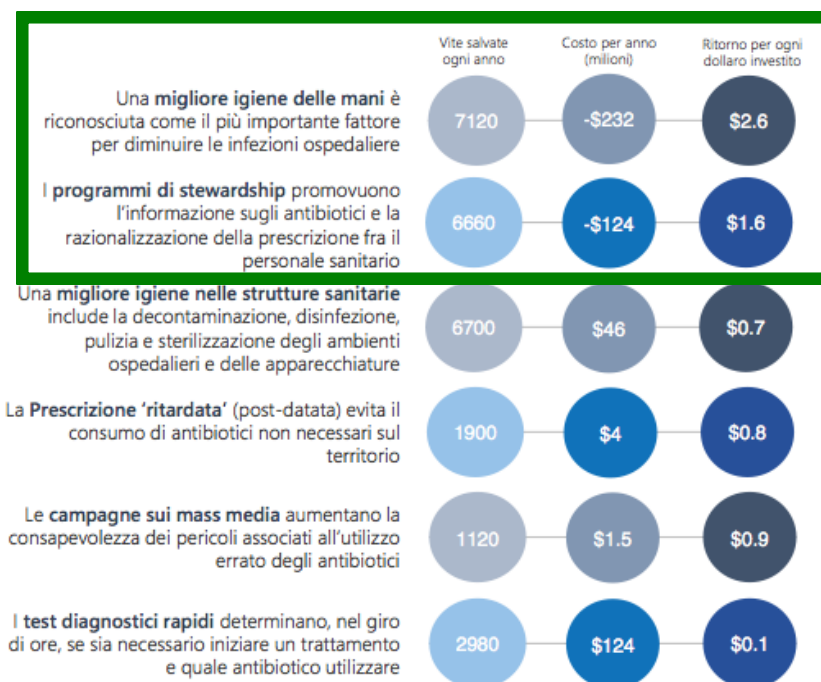 Vite salvate
ogni anno
Costo per anno
(milioni)
Ritorno per ogni
dollaro investito
Una migliore igiene delle mani è
riconosciuta come il più importante fattore
per diminuire le infezioni ospedaliere
7120
-$232
$2.6
I programmi di stewardship promuovono
l'informazione sugli antibiotici e la
razionalizzazione della prescrizione fra il
personale sanitario
6660
-$124
$1.6
Una migliore igiene nelle strutture sanitarie
include la decontaminazione, disinfezione,
pulizia e sterilizzazione degli ambienti
ospedalieri e delle apparecchiature
6700
$46
$0.7
La Prescrizione 'ritardata' (post-datata) evita il
consumo di antibiotici non necessari sul
territorio
1900
$4
$0.8
Le campagne sui mass media aumentano la
consapevolezza dei pericoli associati all'utilizzo
errato degli antibiotici
1120
$1.5
$0.9
I test diagnostici rapidi determinano, nel giro
di ore, se sia necessario iniziare un trattamento
e quale antibiotico utilizzare
2980
$124
$0.1